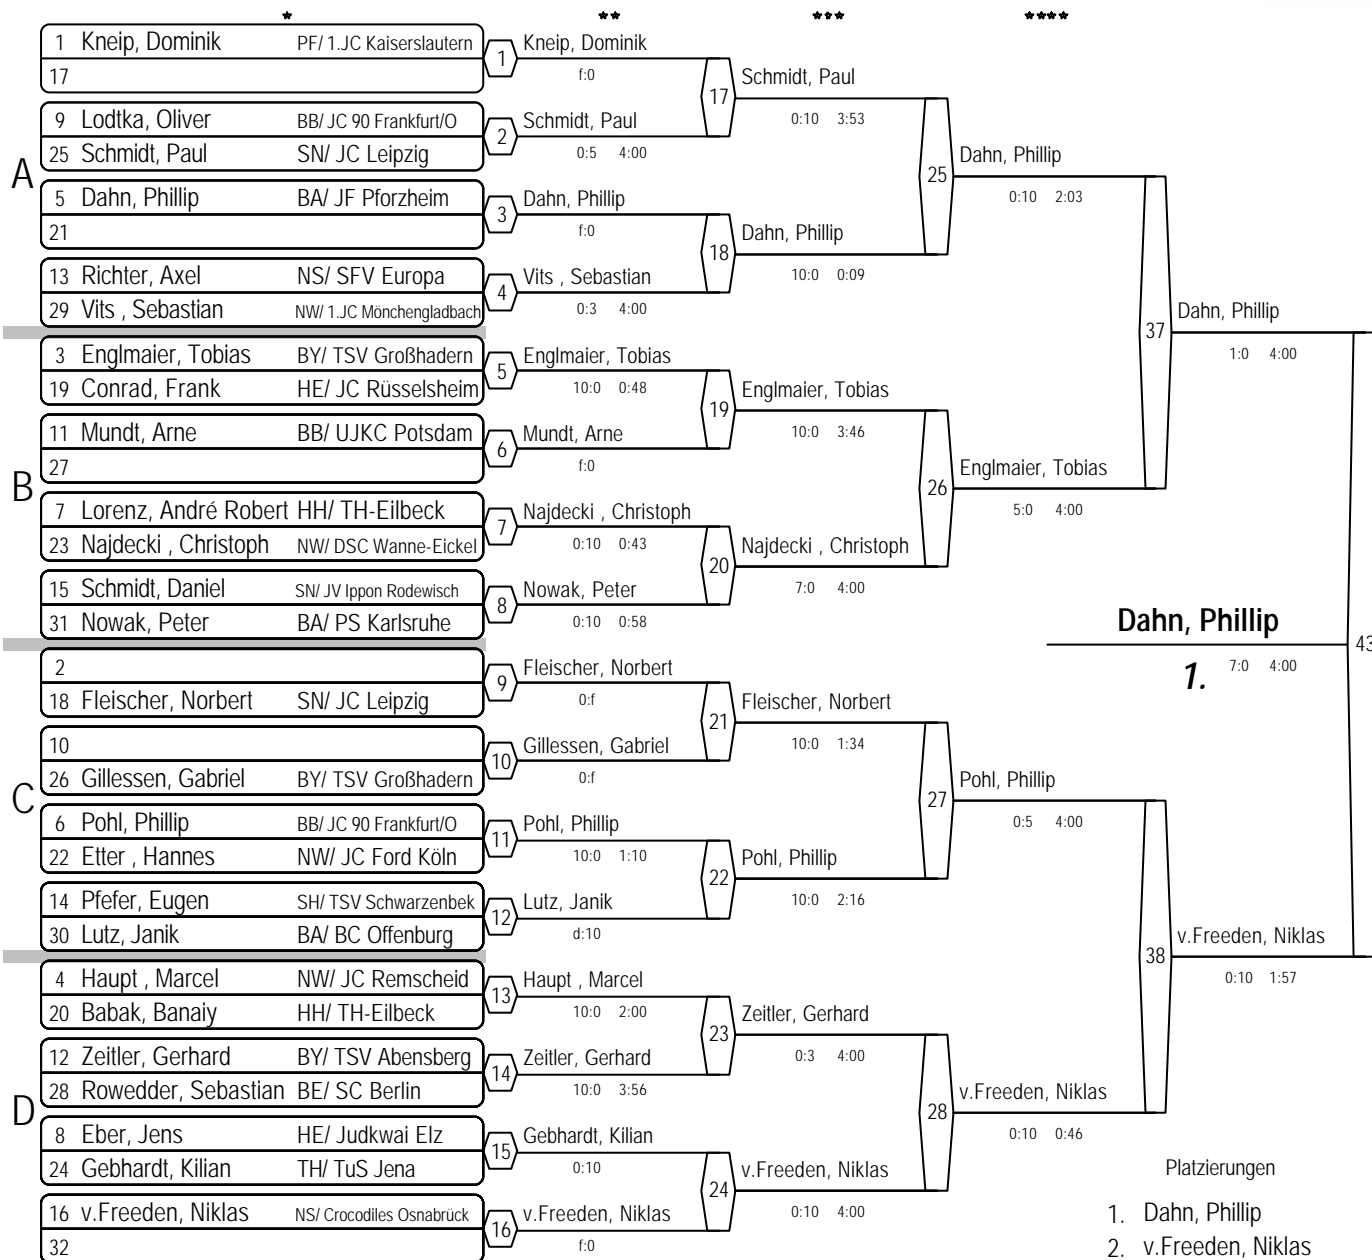 * ** *** ****
1 Kneip, Dominik PF/ 1.JC Kaiserslautern
17
1 Kneip, Dominik
f:0
17 Schmidt, Paul
0:10 3:53
9 Lodtka, Oliver BB/ JC 90 Frankfurt/O
25 Schmidt, Paul SN/ JC Leipzig
2 Schmidt, Paul
0:5 4:00
A
25 Dahn, Phillip
0:10 2:03
5 Dahn, Phillip BA/ JF Pforzheim
21
3 Dahn, Phillip
f:0
18 Dahn, Phillip
10:0 0:09
13 Richter, Axel NS/ SFV Europa
29 Vits , Sebastian NW/ 1.JC Mönchengladbach
4 Vits , Sebastian
0:3 4:00
37 Dahn, Phillip
1:0 4:00
3 Englmaier, Tobias BY/ TSV Großhadern
19 Conrad, Frank HE/ JC Rüsselsheim
5 Englmaier, Tobias
10:0 0:48
19 Englmaier, Tobias
10:0 3:46
11 Mundt, Arne BB/ UJKC Potsdam
27
6 Mundt, Arne
f:0
B
26 Englmaier, Tobias
5:0 4:00
7 Lorenz, André Robert HH/ TH-Eilbeck
23 Najdecki , Christoph NW/ DSC Wanne-Eickel
7 Najdecki , Christoph
0:10 0:43
20 Najdecki , Christoph
7:0 4:00
15 Schmidt, Daniel SN/ JV Ippon Rodewisch
31 Nowak, Peter BA/ PS Karlsruhe
8 Nowak, Peter
0:10 0:58
Dahn, Phillip
43
1. 7:0 4:00
2
18 Fleischer, Norbert SN/ JC Leipzig
9 Fleischer, Norbert
0:f
21 Fleischer, Norbert
10:0 1:34
10
26 Gillessen, Gabriel BY/ TSV Großhadern
10 Gillessen, Gabriel
0:f
C
27 Pohl, Phillip
0:5 4:00
6 Pohl, Phillip BB/ JC 90 Frankfurt/O
22 Etter , Hannes NW/ JC Ford Köln
11 Pohl, Phillip
10:0 1:10
22 Pohl, Phillip
10:0 2:16
14 Pfefer, Eugen SH/ TSV Schwarzenbek
30 Lutz, Janik BA/ BC Offenburg
12 Lutz, Janik
d:10
38 v.Freeden, Niklas
0:10 1:57
4 Haupt , Marcel NW/ JC Remscheid
20 Babak, Banaiy HH/ TH-Eilbeck
13 Haupt , Marcel
10:0 2:00
23 Zeitler, Gerhard
0:3 4:00
12 Zeitler, Gerhard BY/ TSV Abensberg
28 Rowedder, Sebastian BE/ SC Berlin
14 Zeitler, Gerhard
10:0 3:56
D
28 v.Freeden, Niklas
0:10 0:46
8 Eber, Jens HE/ Judkwai Elz
24 Gebhardt, Kilian TH/ TuS Jena
15 Gebhardt, Kilian
0:10
24 v.Freeden, Niklas
0:10 4:00
16 v.Freeden, Niklas NS/ Crocodiles Osnabrück
32
16 v.Freeden, Niklas
f:0
Platzierungen
1. Dahn, Phillip
2. v.Freeden, Niklas